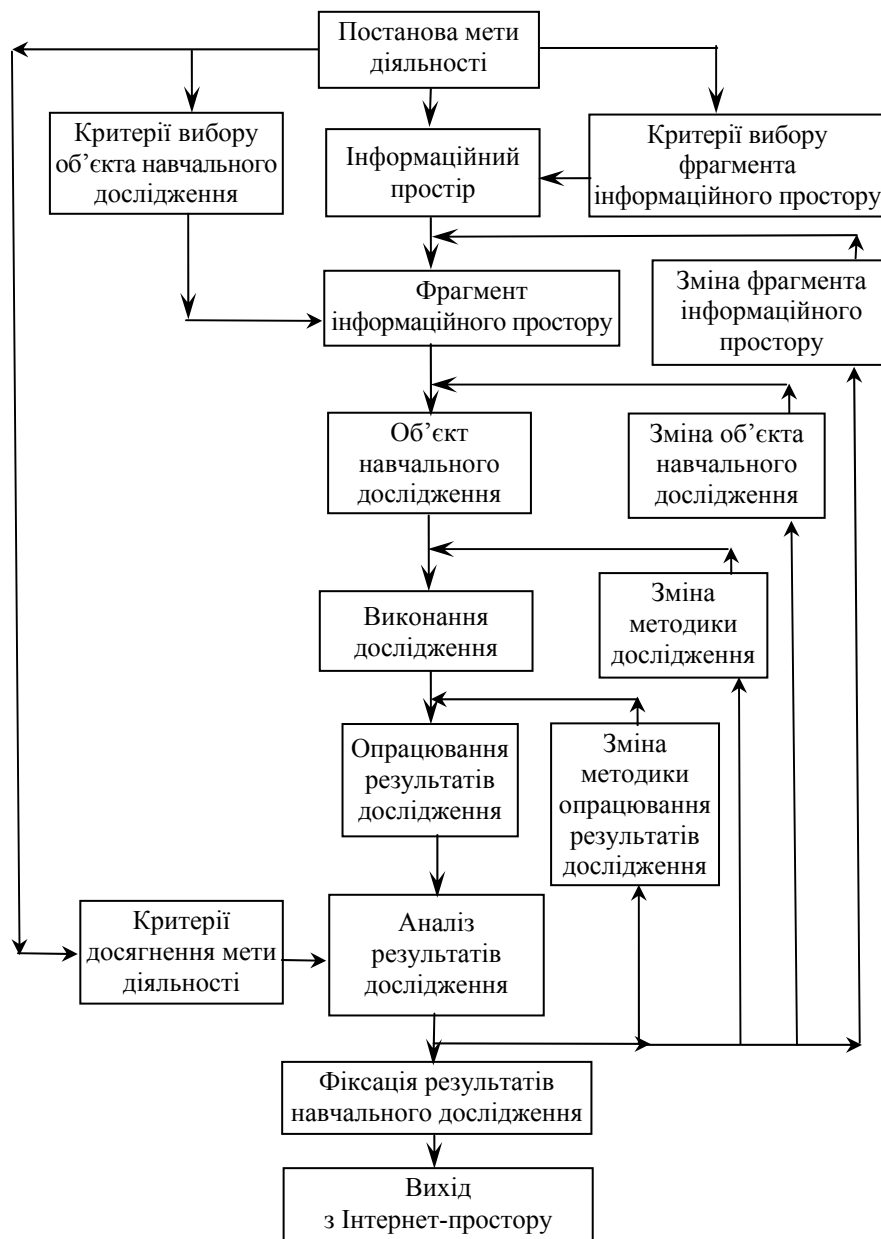 Постанова мети
діяльності
Критерії вибору
об’єкта навчального
дослідження
Інформаційний
простір
Критерії вибору
фрагмента
інформаційного простору
Фрагмент
інформаційного простору
Зміна фрагмента
інформаційного
простору
Об’єкт
навчального
дослідження
Зміна об’єкта
навчального
дослідження
Виконання
дослідження
Зміна
методики
дослідження
Опрацювання
результатів
дослідження
Зміна
методики
опрацювання
результатів
дослідження
Критерії
досягнення мети
діяльності
Аналіз
результатів
дослідження
Фіксація результатів
навчального дослідження
Вихід
з Інтернет-простору